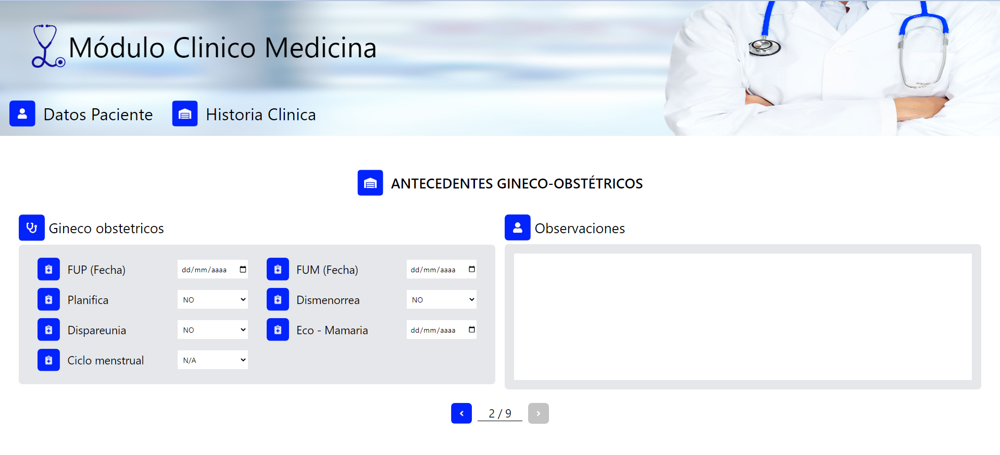 Módulo Clinico Medicina
Datos Paciente
Historia Clinica
ANTECEDENTES GINECO-OBSTÉTRICOS
Gineco obstetricos
FUP (Fecha) dd/mm/aaaa FUM (Fecha) dd/mm/aaaa
Planifica NO Dismenorrea NO
Dispareunia NO Eco - Mamaria dd/mm/aaaa
Ciclo menstrual N/A
Observaciones
2 / 9